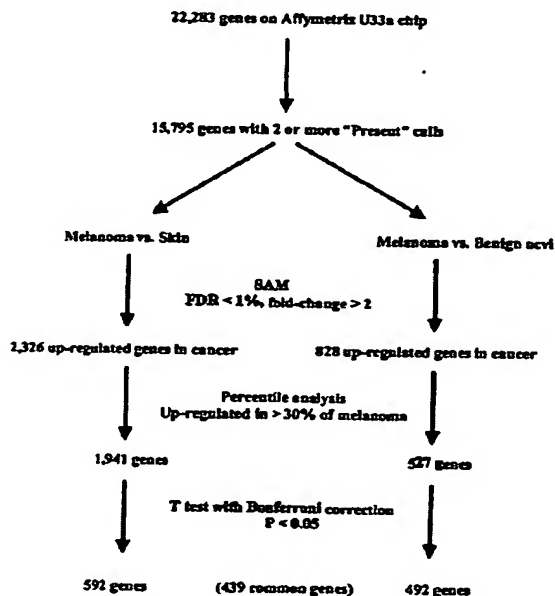 22,283 genes on Affymetrix U33a chip
15,795 genes with 2 or more "Present" calls
Melanoma vs. Skin
Melanoma vs. Benign nevi
SAM
FDR < 1%, fold-change > 2
2,326 up-regulated genes in cancer
828 up-regulated genes in cancer
Percentile analysis
Up-regulated in > 30% of melanoma
1,941 genes
527 genes
T test with Bonferroni correction
P < 0.05
592 genes
(439 common genes)
492 genes